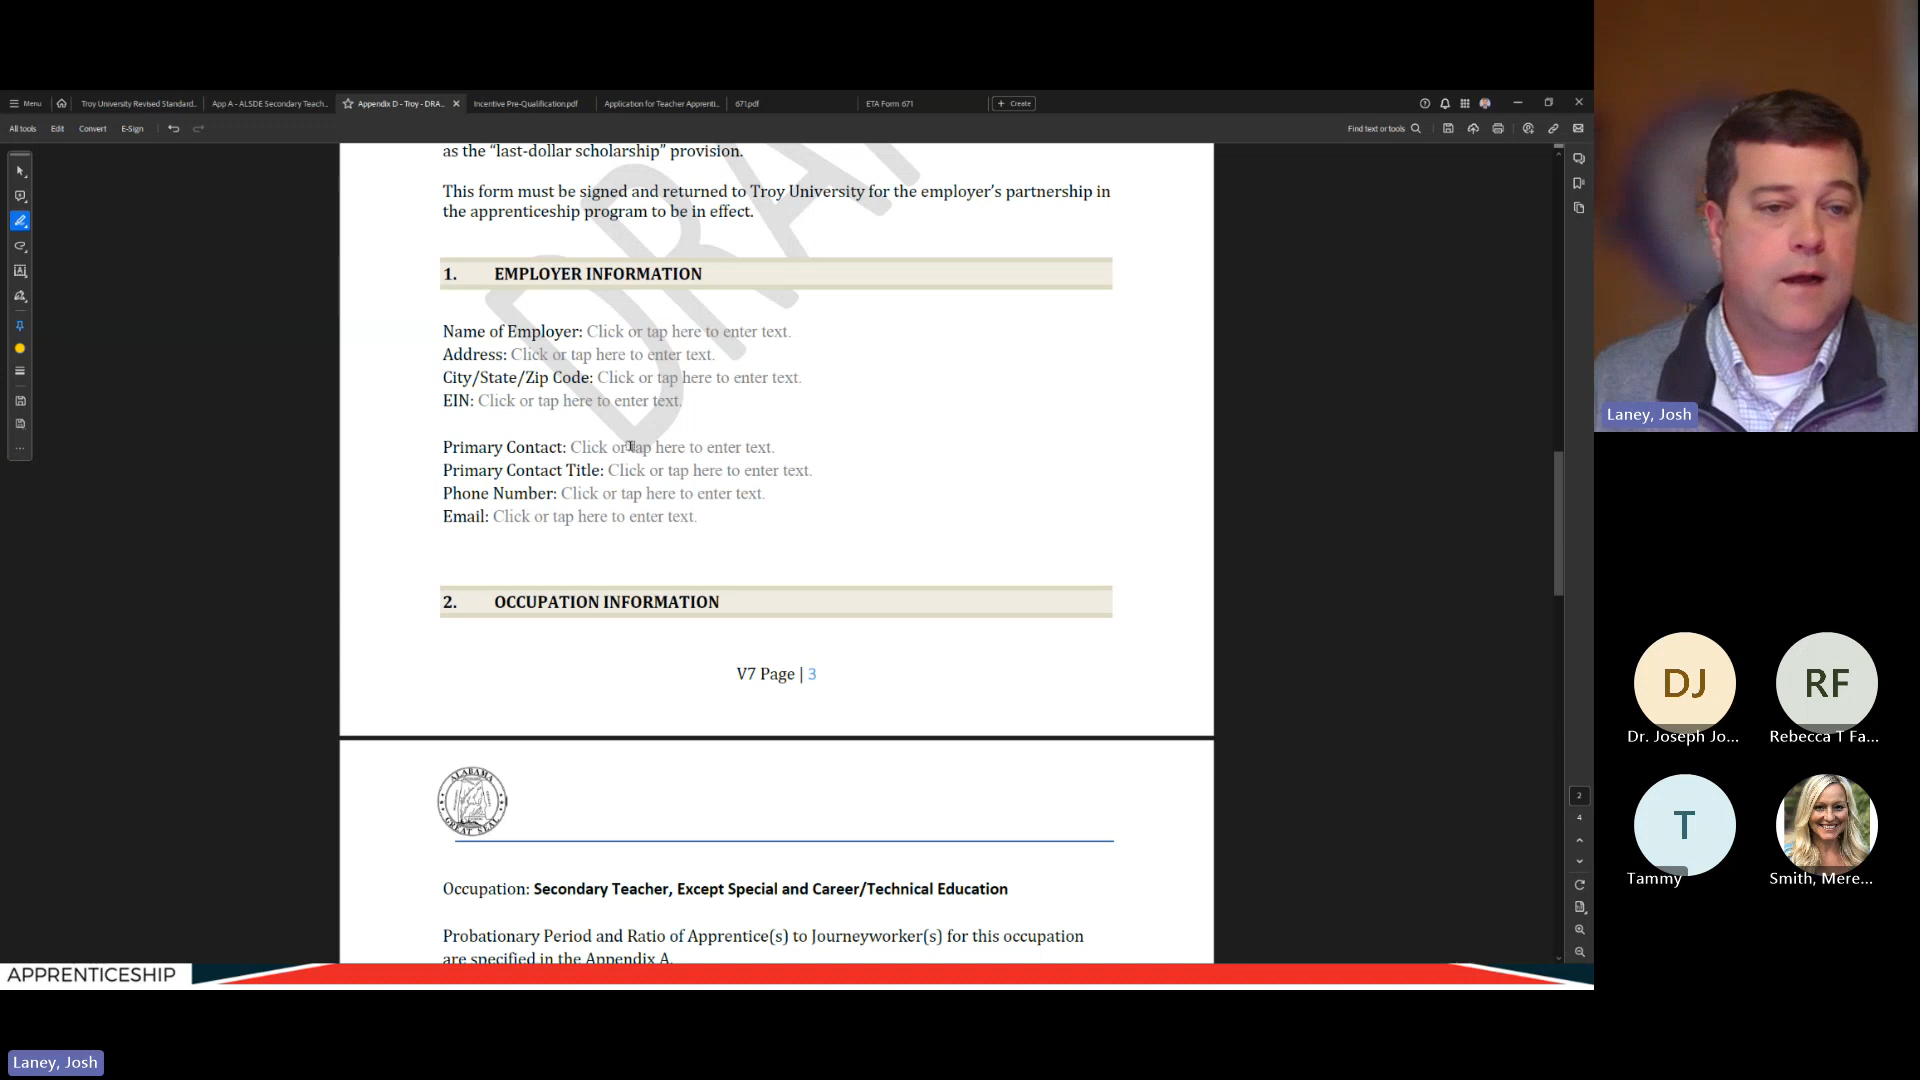 Menu
Troy University Revised Standard..
App A - ALSDE Secondary Teach...
Appendix D - Troy - DRA...
Incentive Pre-Qualification.pdf
Application for Teacher Apprenti...
671.pdf
ETA Form 671
+ Create
All tools
Edit
Convert
E-Sign
Find text or tools
as the “last-dollar scholarship” provision.
This form must be signed and returned to Troy University for the employer’s partnership in
the apprenticeship program to be in effect.
DRA
1. EMPLOYER INFORMATION
Name of Employer: Click or tap here to enter text.
Address: Click or tap here to enter text.
City/State/Zip Code: Click or tap here to enter text.
EIN: Click or tap here to enter text.
Primary Contact: Click or tap here to enter text.
Primary Contact Title: Click or tap here to enter text.
Phone Number: Click or tap here to enter text.
Email: Click or tap here to enter text.
2. OCCUPATION INFORMATION
V7 Page | 3
ALABAMA
GREAT SEAL
Occupation: Secondary Teacher, Except Special and Career/Technical Education
Probationary Period and Ratio of Apprentice(s) to Journeyworker(s) for this occupation
are specified in the Appendix A.
2
4
APPRENTICESHIP
Laney, Josh
DJ
Dr. Joseph Jo...
RF
Rebecca T Fa...
T
Tammy
Smith, Mere...
Laney, Josh